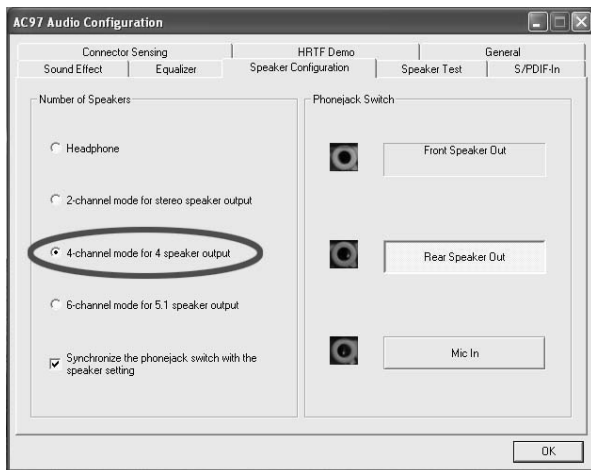 AC97 Audio Configuration
Connector Sensing
HRTF Demo
General
Sound Effect
Equalizer
Speaker Configuration
Speaker Test
S/PDIF-In
Number of Speakers
Headphone
2-channel mode for stereo speaker output
4-channel mode for 4 speaker output
6-channel mode for 5.1 speaker output
Synchronize the phonejack switch with the
speaker setting
Phonejack Switch
Front Speaker Out
Rear Speaker Out
Mic In
OK